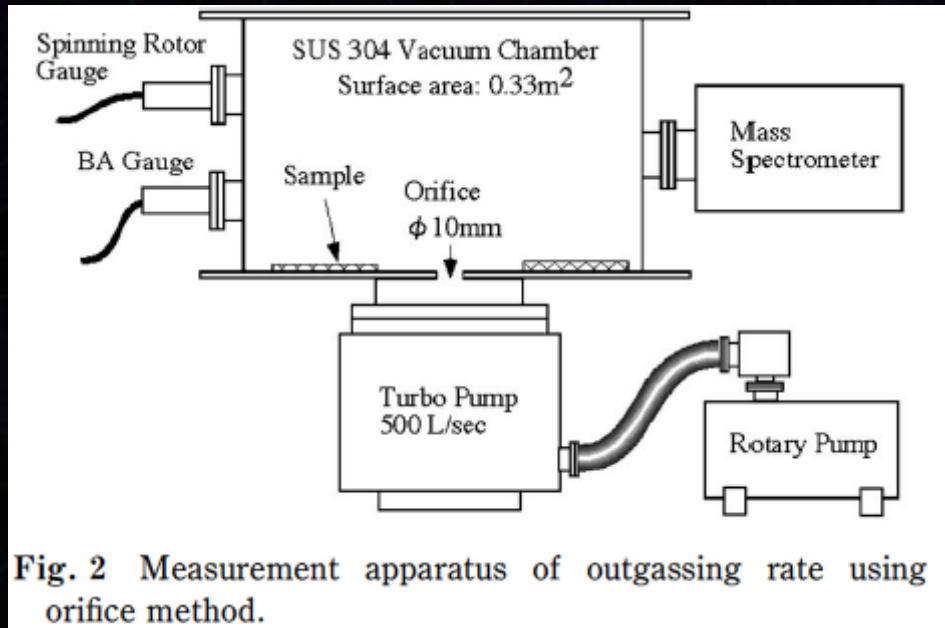 Spinning Rotor
Gauge
SUS 304 Vacuum Chamber
Surface area: 0.33m2
BA Gauge
Sample
Orifice
ϕ 10mm
Mass
Spectrometer
Turbo Pump
500 L/sec
Rotary Pump
Fig. 2 Measurement apparatus of outgassing rate using
orifice method.